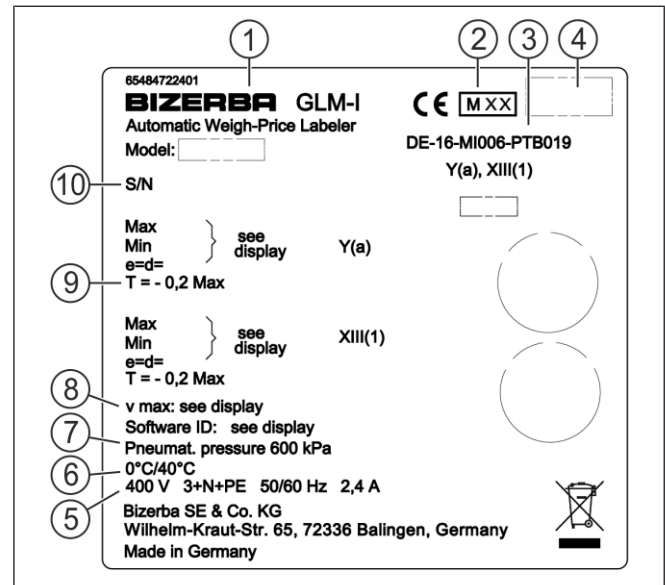 1 2 3 4
65484722401
BIZERBA GLM-I CE MXX
Automatic Weigh-Price Labeler
DE-16-MI006-PTB019
Model:
Y(a), XIII(1)
10 S/N
Max
Min see display Y(a)
e=d=
9 T = - 0,2 Max
Max
Min see display XIII(1)
e=d=
T = - 0,2 Max
8 v max: see display
Software ID: see display
7 Pneumat. pressure 600 kPa
6 0°C/40°C
5 400 V 3+N+PE 50/60 Hz 2,4 A
Bizerba SE & Co. KG
Wilhelm-Kraut-Str. 65, 72336 Balingen, Germany
Made in Germany